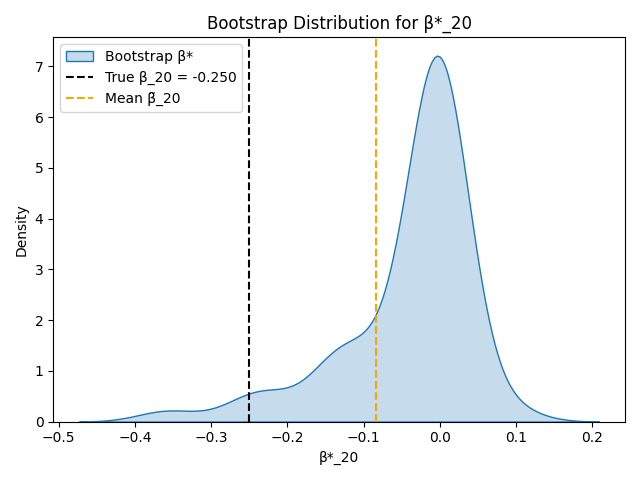 Bootstrap Distribution for β*_20
Bootstrap β*
True β_20 = -0.250
Mean β_20
Density
7
6
5
4
3
2
1
0
−0.5
−0.4
−0.3
−0.2
−0.1
0.0
0.1
0.2
β*_20